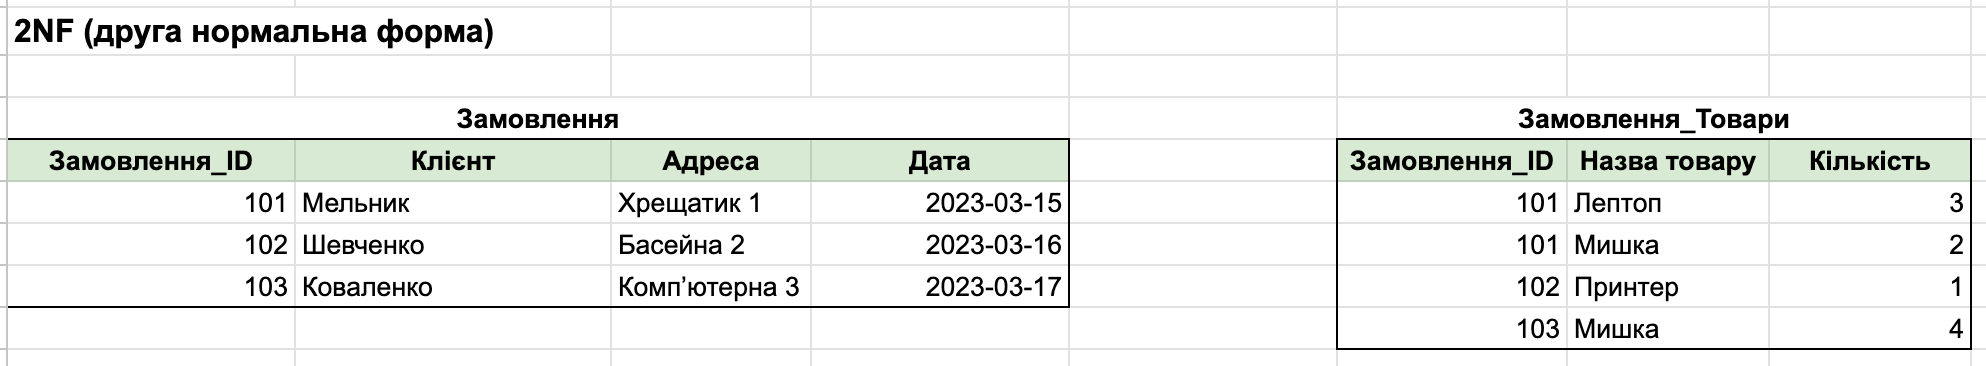 2NF (друга нормальна форма)
Замовлення
Замовлення_ID Клієнт Адреса Дата
101 Мельник Хрещатик 1 2023-03-15
102 Шевченко Басейна 2 2023-03-16
103 Коваленко Комп’ютерна 3 2023-03-17
Замовлення_Товари
Замовлення_ID Назва товару Кількість
101 Лептоп 3
101 Мишка 2
102 Принтер 1
103 Мишка 4